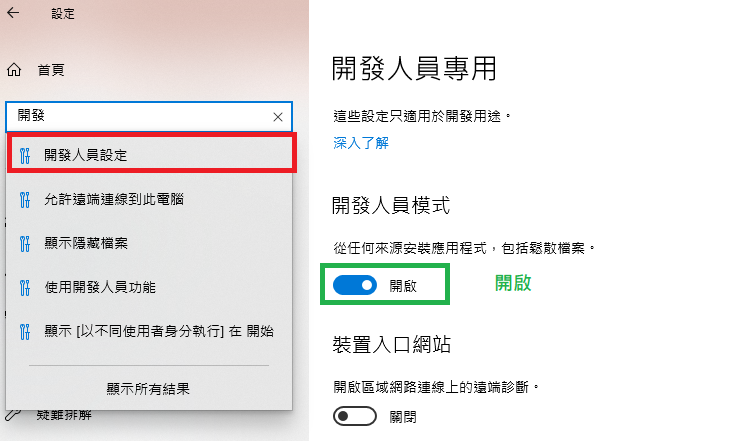 設定
首頁
開發
開發人員設定
允許遠端連線到此電腦
顯示隱藏檔案
使用開發人員功能
顯示 [以不同使用者身分執行] 在 開始
顯示所有結果
疑難排解
開發人員專用
這些設定只適用於開發用途。
深入了解
開發人員模式
從任何來源安裝應用程式，包括鬆散檔案。
開啟
開啟
裝置入口網站
開啟區域網路連線上的遠端診斷。
關閉